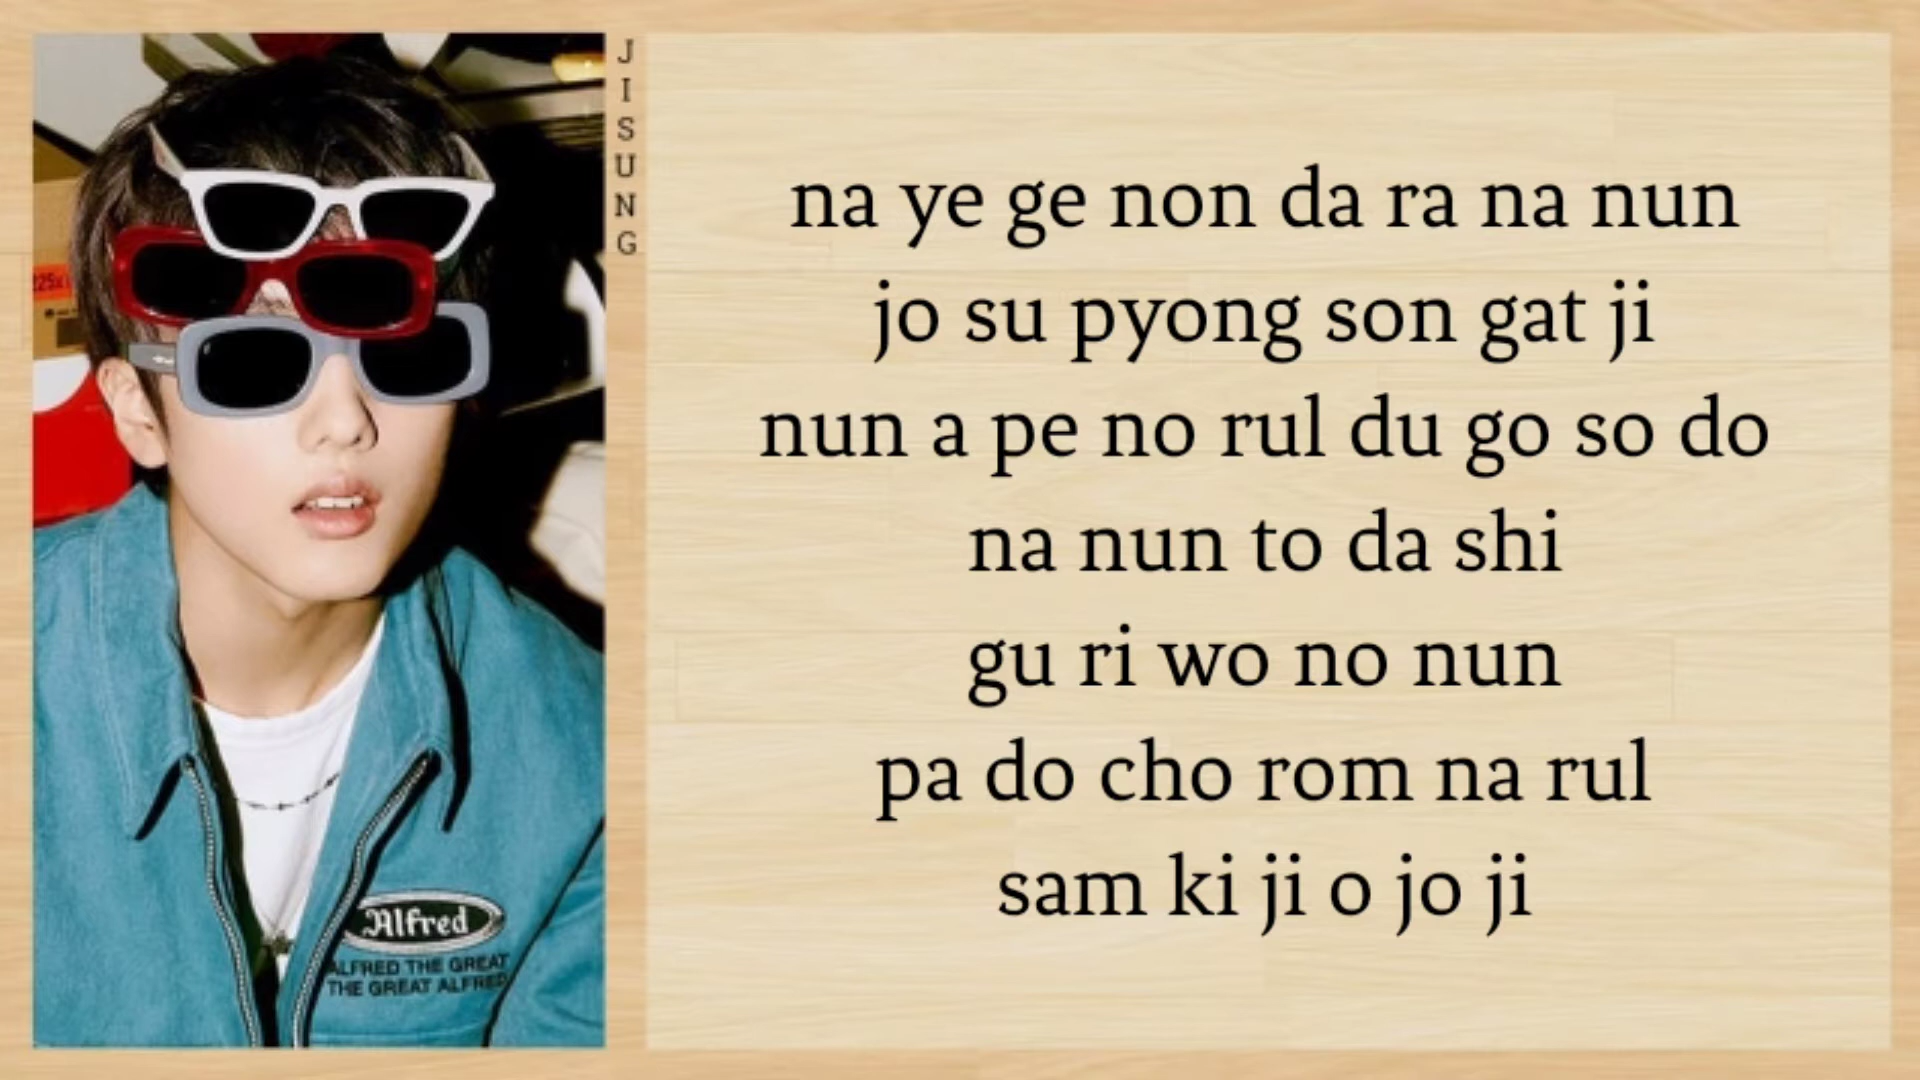 JISUNG
na ye ge non da ra na nun
jo su pyong son gat ji
nun a pe no rul du go so do
na nun to da shi
gu ri wo no nun
pa do cho rom na rul
sam ki ji o jo ji
225x
Alfred
ALFRED THE GREAT
THE GREAT ALFRED